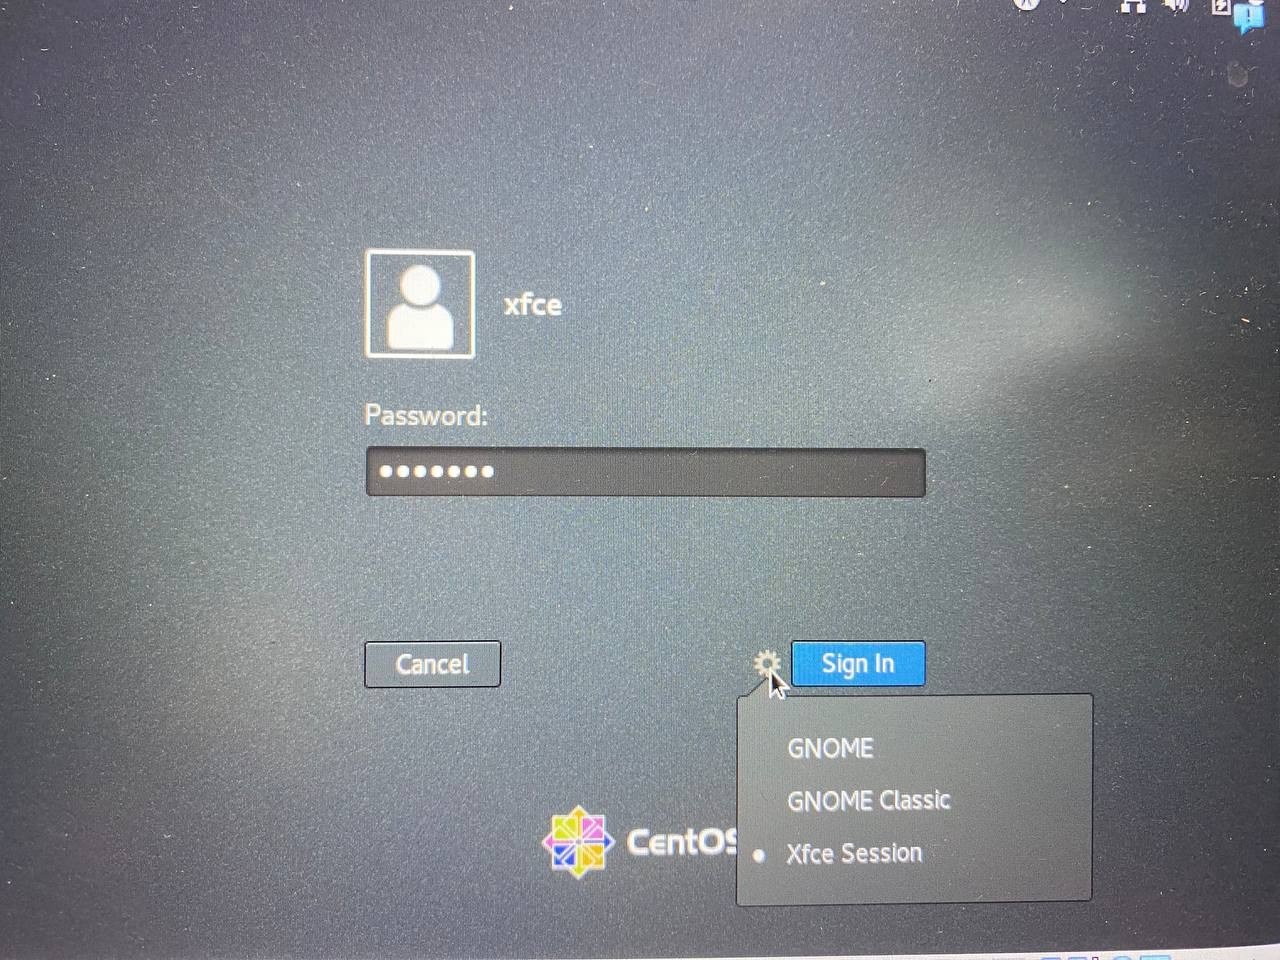 xfce
Password:
Cancel
Sign In
GNOME
GNOME Classic
CentOS
Xfce Session